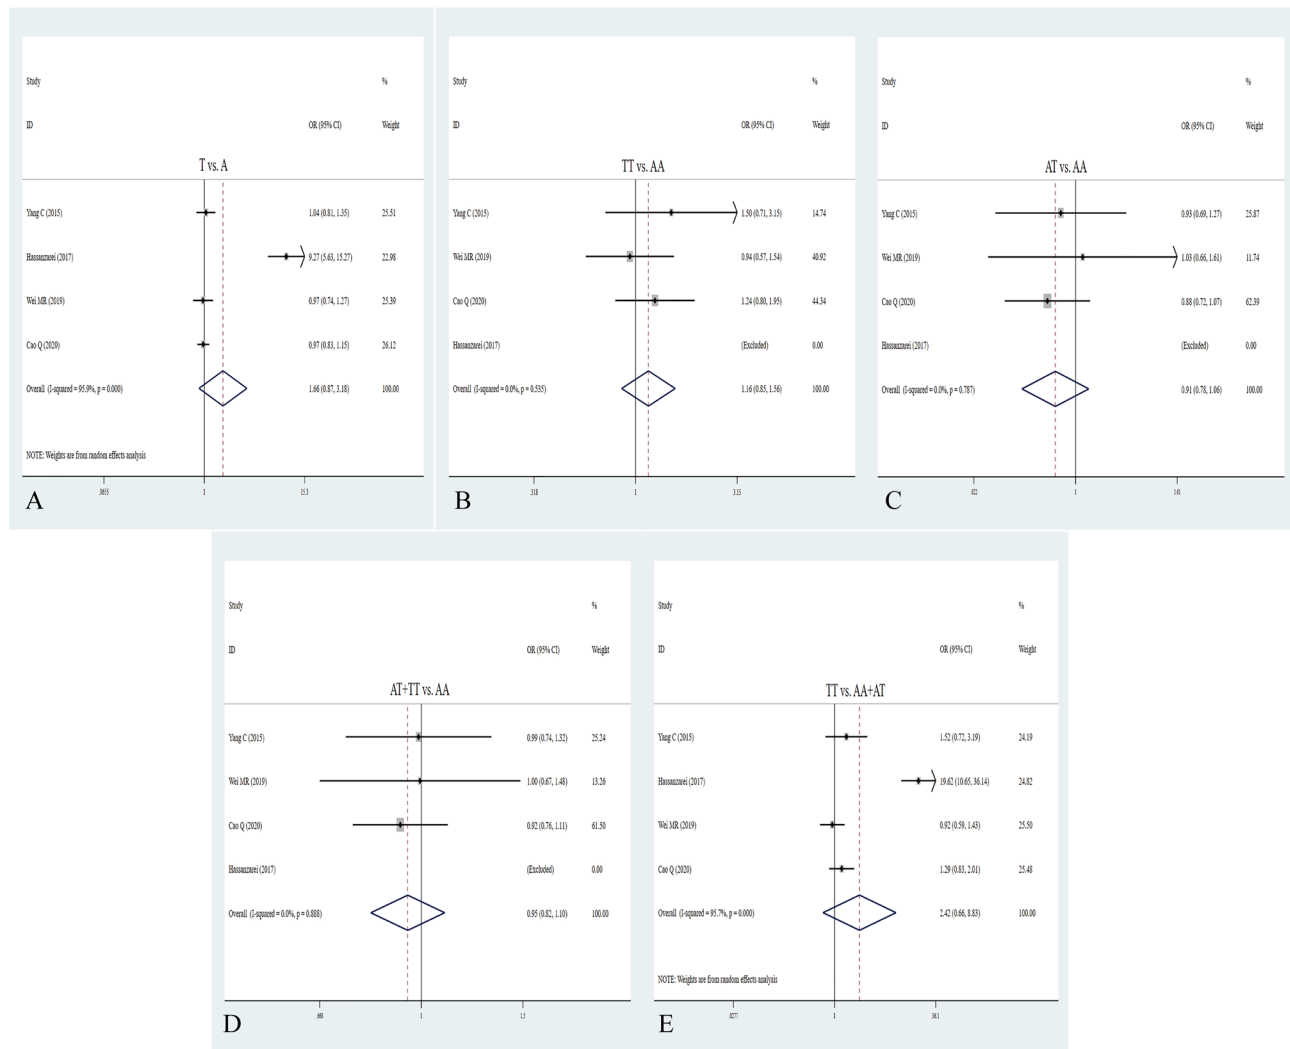 Study %
ID OR (95% CI) Weight
T vs. A
Yang C (2015) 1.04 (0.81, 1.35) 25.51
Hassanzarei (2017) 9.27 (5.63, 15.27) 22.98
Wei MR (2019) 0.97 (0.74, 1.27) 25.39
Cao Q (2020) 0.97 (0.83, 1.15) 26.12
Overall (I-squared = 95.9%, p = 0.000) 1.66 (0.87, 3.18) 100.00
NOTE: Weights are from random effects analysis
.0655 1 15.3
A
Study %
ID OR (95% CI) Weight
TT vs. AA
Yang C (2015) 1.50 (0.71, 3.15) 14.74
Wei MR (2019) 0.94 (0.57, 1.54) 40.92
Cao Q (2020) 1.24 (0.80, 1.95) 44.34
Hassanzarei (2017) (Excluded) 0.00
Overall (I-squared = 0.0%, p = 0.535) 1.16 (0.85, 1.56) 100.00
.318 1 3.15
B
Study %
ID OR (95% CI) Weight
AT vs. AA
Yang C (2015) 0.93 (0.69, 1.27) 25.87
Wei MR (2019) 1.03 (0.66, 1.61) 11.74
Cao Q (2020) 0.88 (0.72, 1.07) 62.39
Hassanzarei (2017) (Excluded) 0.00
Overall (I-squared = 0.0%, p = 0.787) 0.91 (0.78, 1.06) 100.00
1
C
Study %
ID OR (95% CI) Weight
AT+TT vs. AA
Yang C (2015) 0.99 (0.74, 1.32) 25.24
Wei MR (2019) 1.00 (0.67, 1.48) 13.26
Cao Q (2020) 0.92 (0.76, 1.11) 61.50
Hassanzarei (2017) (Excluded) 0.00
Overall (I-squared = 0.0%, p = 0.888) 0.95 (0.82, 1.10) 100.00
1 1.5
D
Study %
ID OR (95% CI) Weight
TT vs. AA+AT
Yang C (2015) 1.52 (0.72, 3.19) 24.19
Hassanzarei (2017) 19.62 (10.65, 36.14) 24.82
Wei MR (2019) 0.92 (0.59, 1.43) 25.50
Cao Q (2020) 1.29 (0.83, 2.01) 25.48
Overall (I-squared = 95.7%, p = 0.000) 2.42 (0.66, 8.83) 100.00
NOTE: Weights are from random effects analysis
.0277 1 36.1
E